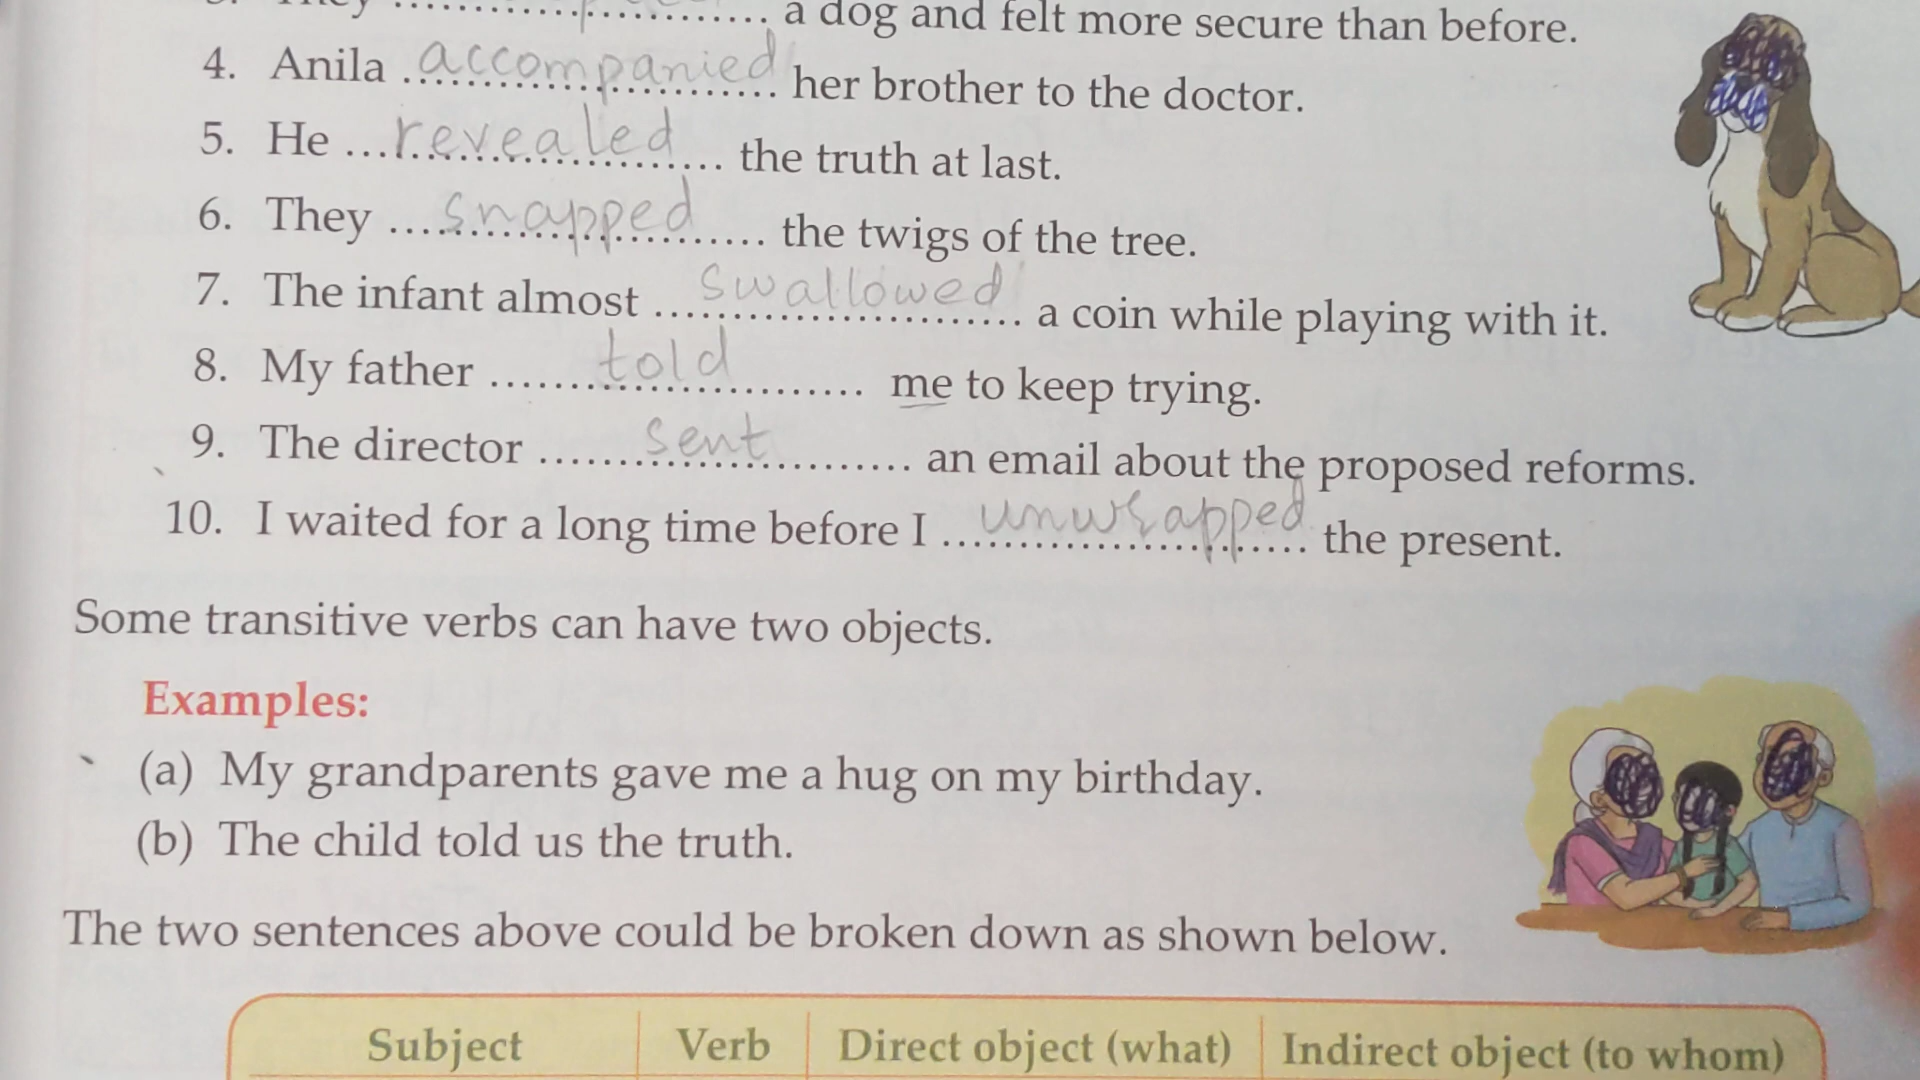 3. They .................. a dog and felt more secure than before.
4. Anila accompanied her brother to the doctor.
5. He revealed the truth at last.
6. They snapped the twigs of the tree.
7. The infant almost swallowed a coin while playing with it.
8. My father told me to keep trying.
9. The director sent an email about the proposed reforms.
10. I waited for a long time before I unwrapped the present.
Some transitive verbs can have two objects.
Examples:
(a) My grandparents gave me a hug on my birthday.
(b) The child told us the truth.
The two sentences above could be broken down as shown below.
Subject Verb Direct object (what) Indirect object (to whom)